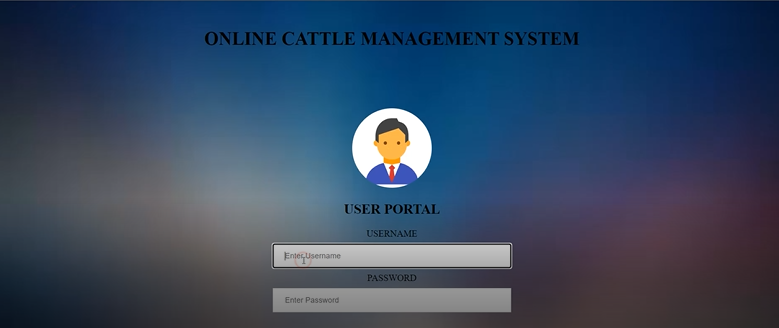 ONLINE CATTLE MANAGEMENT SYSTEM
USER PORTAL
USERNAME
Enter Username
PASSWORD
Enter Password